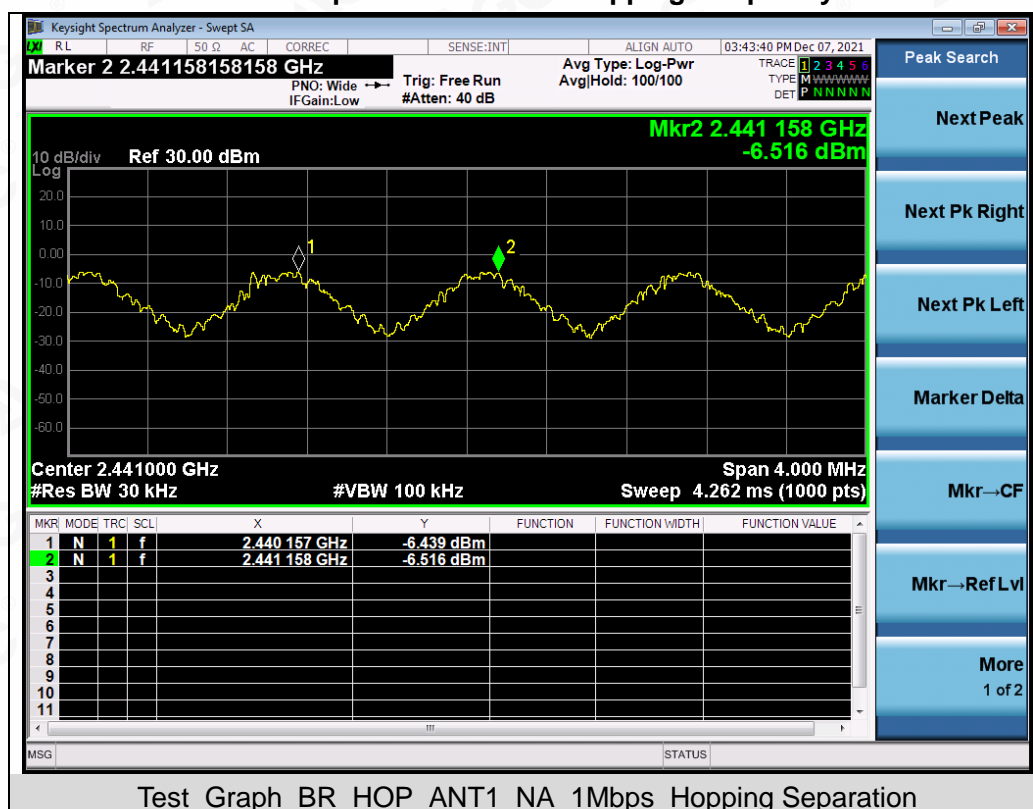 Keysight Spectrum Analyzer - Swept SA
LXI RL RF 50 Ω AC CORREC SENSE:INT ALIGN AUTO 03:43:40 PM Dec 07, 2021
Marker 2 2.441158158158 GHz
PNO: Wide
IFGain:Low
Trig: Free Run
#Atten: 40 dB
Avg Type: Log-Pwr
Avg|Hold: 100/100
TRACE 1 2 3 4 5 6
TYPE M WWWWW
DET P N N N N N
Mkr2 2.441 158 GHz
-6.516 dBm
10 dB/div Ref 30.00 dBm
Log
20.0
10.0
0.00
-10.0
-20.0
-30.0
-40.0
-50.0
-60.0
1
2
Center 2.441000 GHz Span 4.000 MHz
#Res BW 30 kHz #VBW 100 kHz Sweep 4.262 ms (1000 pts)
MKR MODE TRC SCL X Y FUNCTION FUNCTION WIDTH FUNCTION VALUE
1 N 1 f 2.440 157 GHz -6.439 dBm
2 N 1 f 2.441 158 GHz -6.516 dBm
3
4
5
6
7
8
9
10
11
MSG STATUS
Peak Search
Next Peak
Next Pk Right
Next Pk Left
Marker Delta
Mkr→CF
Mkr→Ref Lvl
More
1 of 2
Test_Graph_BR_HOP_ANT1_NA_1Mbps_Hopping Separation